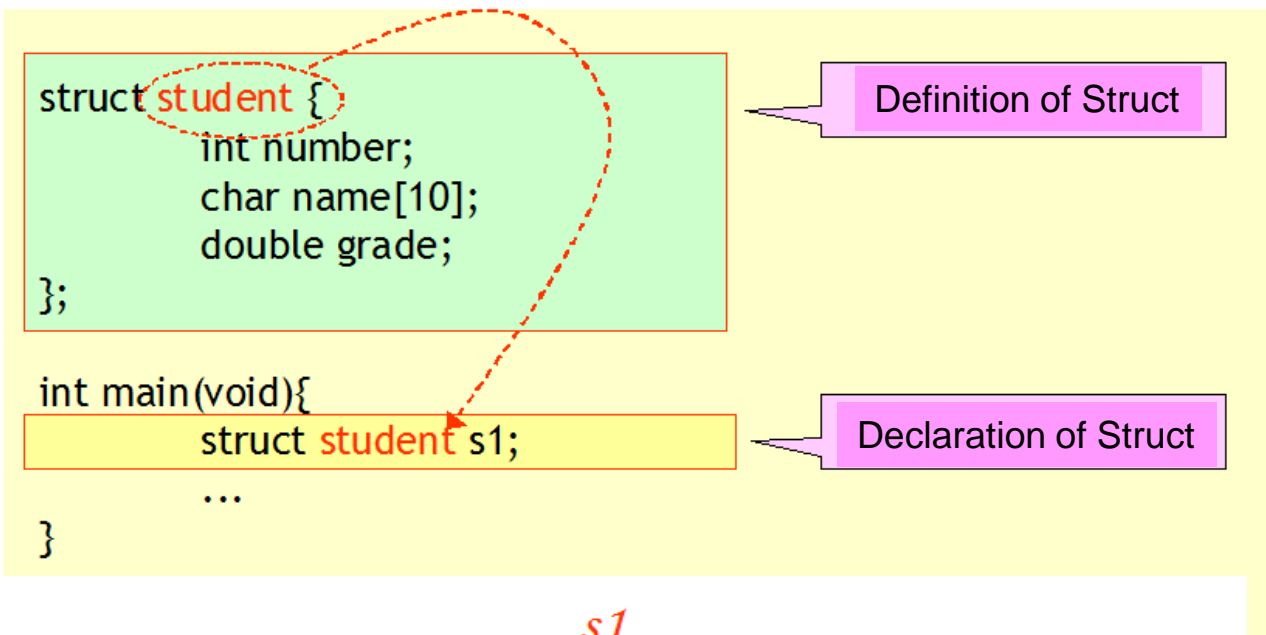 struct student {
int number;
char name[10];
double grade;
};
Definition of Struct
int main(void){
struct student s1;
...
}
Declaration of Struct
s1